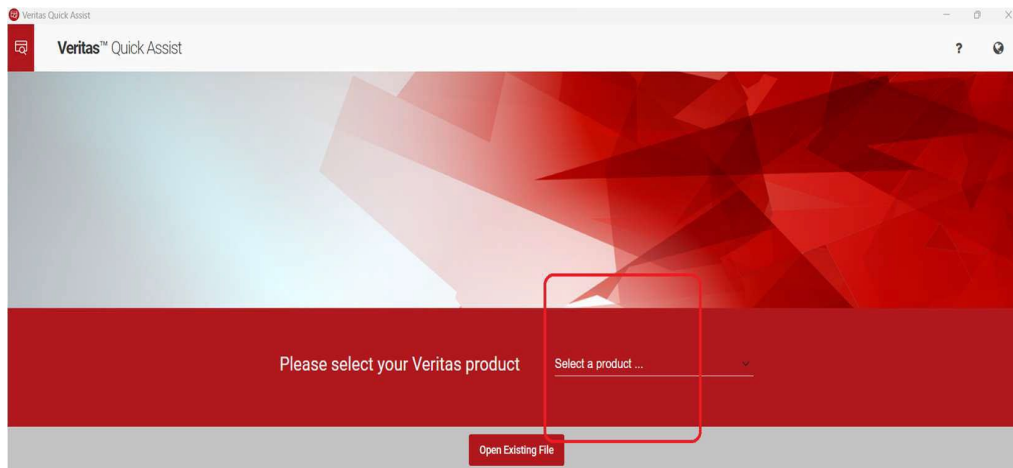 Veritas Quick Assist
Veritas™ Quick Assist
?
Please select your Veritas product
Select a product ...
Open Existing File